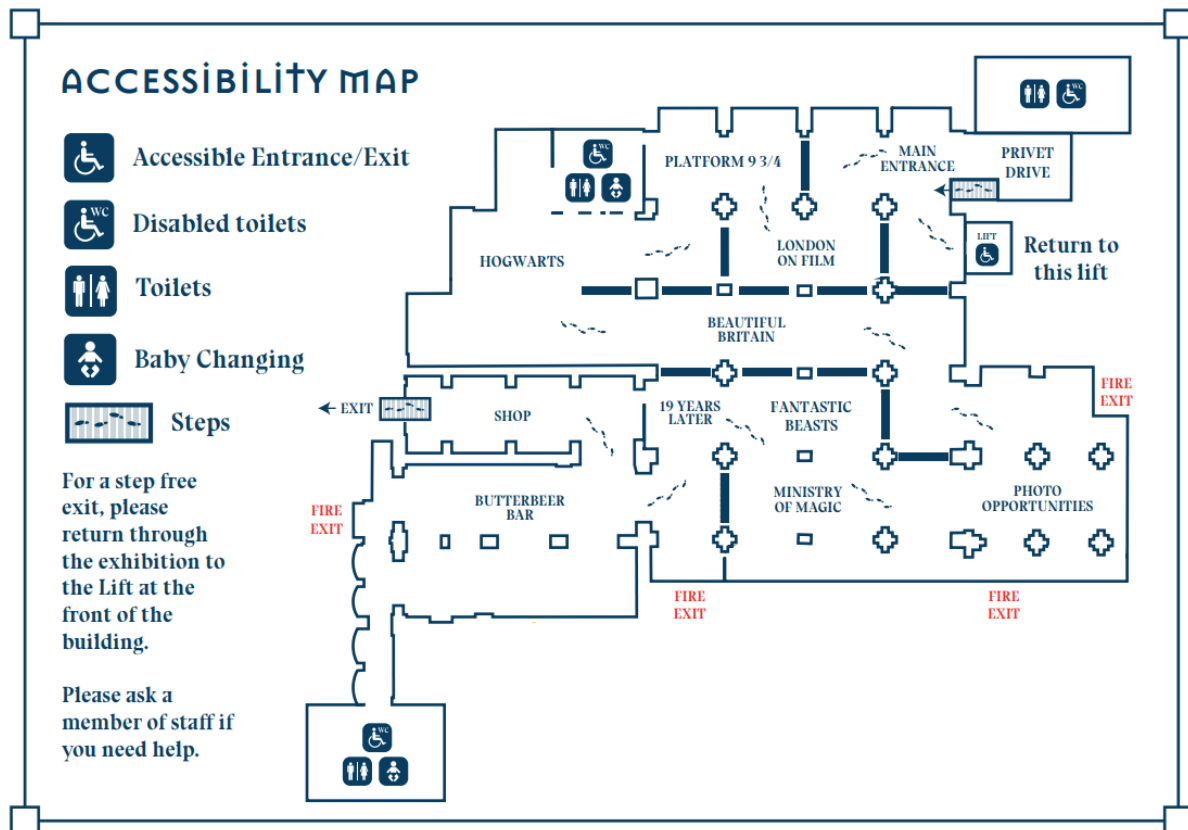 ACCESSIBILITY MAP
Accessible Entrance/Exit
WC
Disabled toilets
Toilets
Baby Changing
Steps
For a step free
exit, please
return through
the exhibition to
the Lift at the
front of the
building.
Please ask a
member of staff if
you need help.
WC
WC
PLATFORM 9 3/4
MAIN
ENTRANCE
PRIVET
DRIVE
HOGWARTS
LONDON
ON FILM
LIFT
Return to
this lift
BEAUTIFUL
BRITAIN
EXIT
SHOP
19 YEARS
LATER
FANTASTIC
BEASTS
FIRE
EXIT
FIRE
EXIT
BUTTERBEER
BAR
MINISTRY
OF MAGIC
PHOTO
OPPORTUNITIES
FIRE
EXIT
FIRE
EXIT
WC